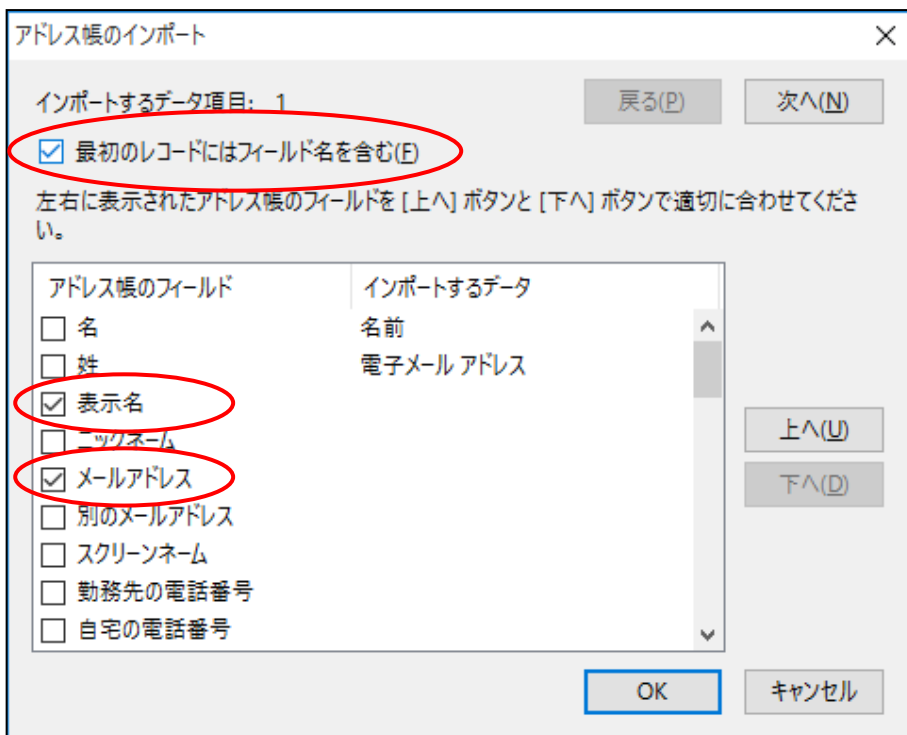 アドレス帳のインポート
インポートするデータ項目: 1
戻る(P)
次へ(N)
最初のレコードにはフィールド名を含む(F)
左右に表示されたアドレス帳のフィールドを [上へ] ボタンと [下へ] ボタンで適切に合わせてくださ
い。
アドレス帳のフィールド インポートするデータ
名 名前
姓 電子メール アドレス
表示名
ニックネーム
メールアドレス
別のメールアドレス
スクリーンネーム
勤務先の電話番号
自宅の電話番号
上へ(U)
下へ(D)
OK
キャンセル